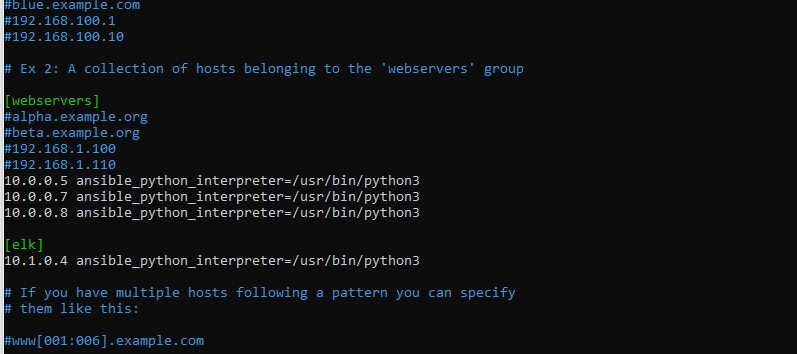 #blue.example.com
#192.168.100.1
#192.168.100.10
# Ex 2: A collection of hosts belonging to the 'webservers' group
[webservers]
#alpha.example.org
#beta.example.org
#192.168.1.100
#192.168.1.110
10.0.0.5 ansible_python_interpreter=/usr/bin/python3
10.0.0.7 ansible_python_interpreter=/usr/bin/python3
10.0.0.8 ansible_python_interpreter=/usr/bin/python3
[elk]
10.1.0.4 ansible_python_interpreter=/usr/bin/python3
# If you have multiple hosts following a pattern you can specify
# them like this:
#www[001:006].example.com